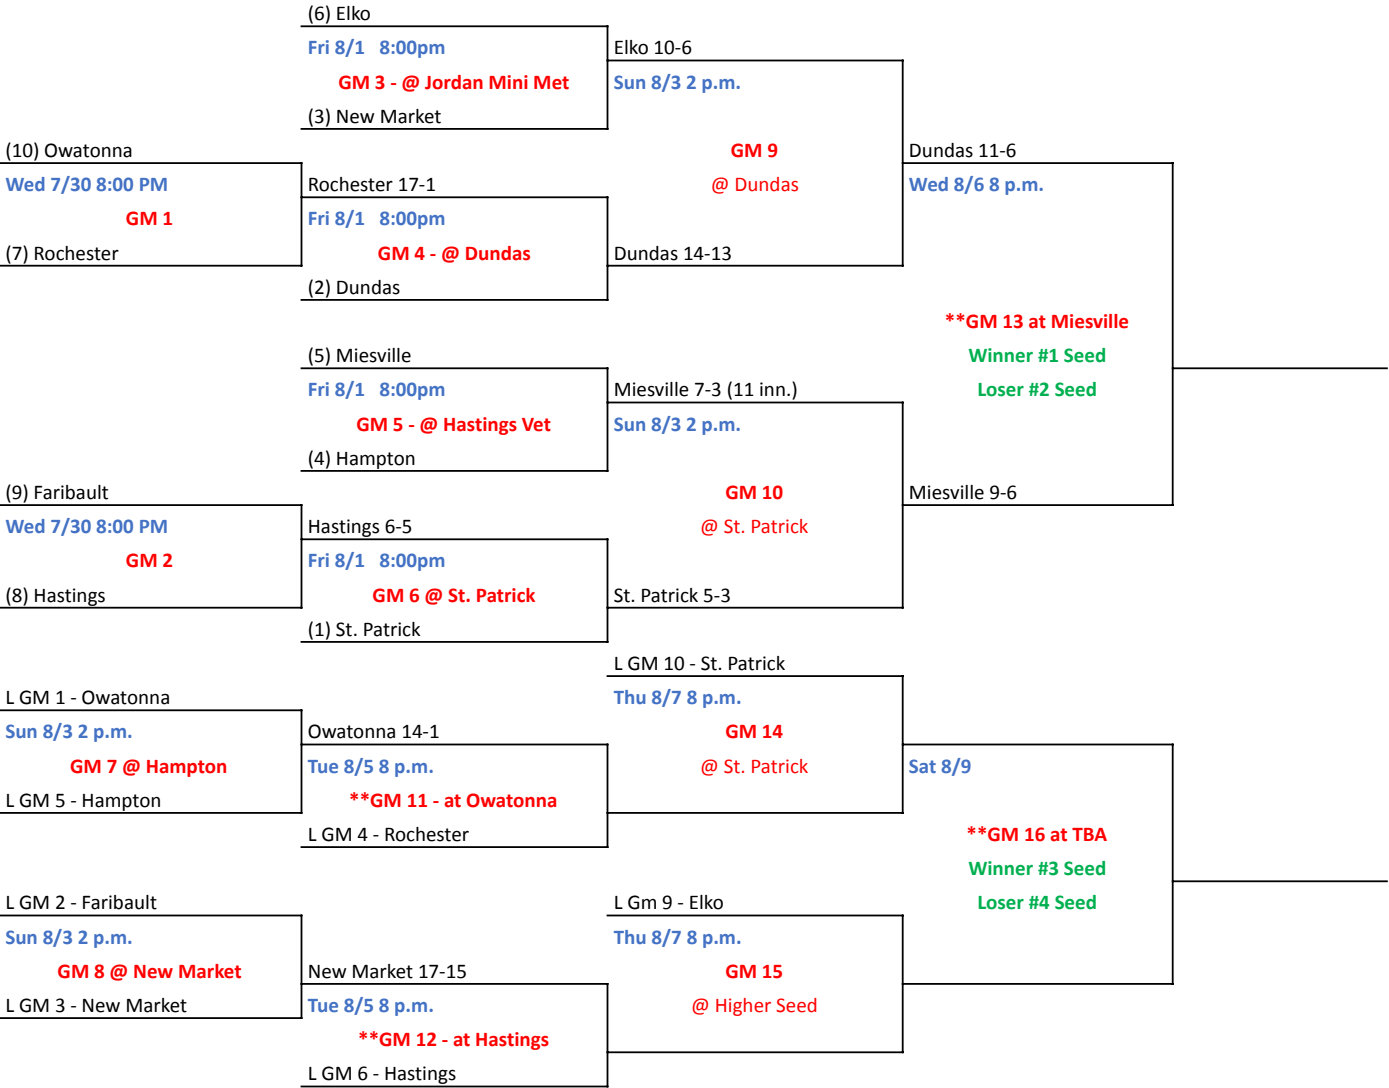 (6) Elko
Fri 8/1 8:00pm
Elko 10-6
GM 3 - @ Jordan Mini Met
Sun 8/3 2 p.m.
(3) New Market
(10) Owatonna
GM 9
Dundas 11-6
Wed 7/30 8:00 PM
Rochester 17-1
@ Dundas
Wed 8/6 8 p.m.
GM 1
Fri 8/1 8:00pm
(7) Rochester
GM 4 - @ Dundas
Dundas 14-13
(2) Dundas
**GM 13 at Miesville
(5) Miesville
Winner #1 Seed
Fri 8/1 8:00pm
Miesville 7-3 (11 inn.)
Loser #2 Seed
GM 5 - @ Hastings Vet
Sun 8/3 2 p.m.
(4) Hampton
(9) Faribault
GM 10
Miesville 9-6
Wed 7/30 8:00 PM
Hastings 6-5
@ St. Patrick
GM 2
Fri 8/1 8:00pm
(8) Hastings
GM 6 @ St. Patrick
St. Patrick 5-3
(1) St. Patrick
L GM 10 - St. Patrick
L GM 1 - Owatonna
Thu 8/7 8 p.m.
Sun 8/3 2 p.m.
Owatonna 14-1
GM 14
GM 7 @ Hampton
Tue 8/5 8 p.m.
@ St. Patrick
Sat 8/9
L GM 5 - Hampton
**GM 11 - at Owatonna
L GM 4 - Rochester
**GM 16 at TBA
Winner #3 Seed
L GM 2 - Faribault
L Gm 9 - Elko
Loser #4 Seed
Sun 8/3 2 p.m.
Thu 8/7 8 p.m.
GM 8 @ New Market
New Market 17-15
GM 15
L GM 3 - New Market
Tue 8/5 8 p.m.
@ Higher Seed
**GM 12 - at Hastings
L GM 6 - Hastings